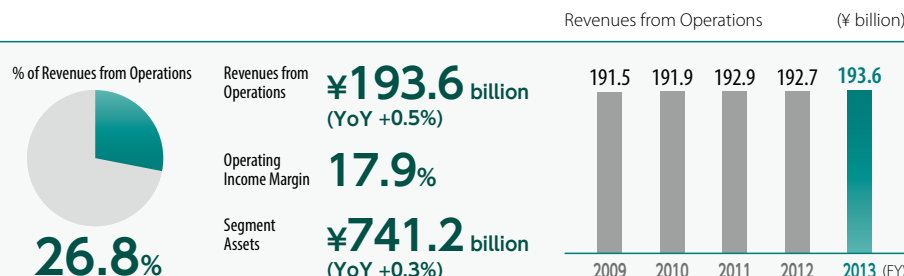 Revenues from Operations (¥ billion)
% of Revenues from Operations
26.8%
Revenues from
Operations
¥193.6 billion
(YoY +0.5%)
Operating
Income Margin
17.9%
Segment
Assets
¥741.2 billion
(YoY +0.3%)
191.5 191.9 192.9 192.7 193.6
2009 2010 2011 2012 2013 (FY)